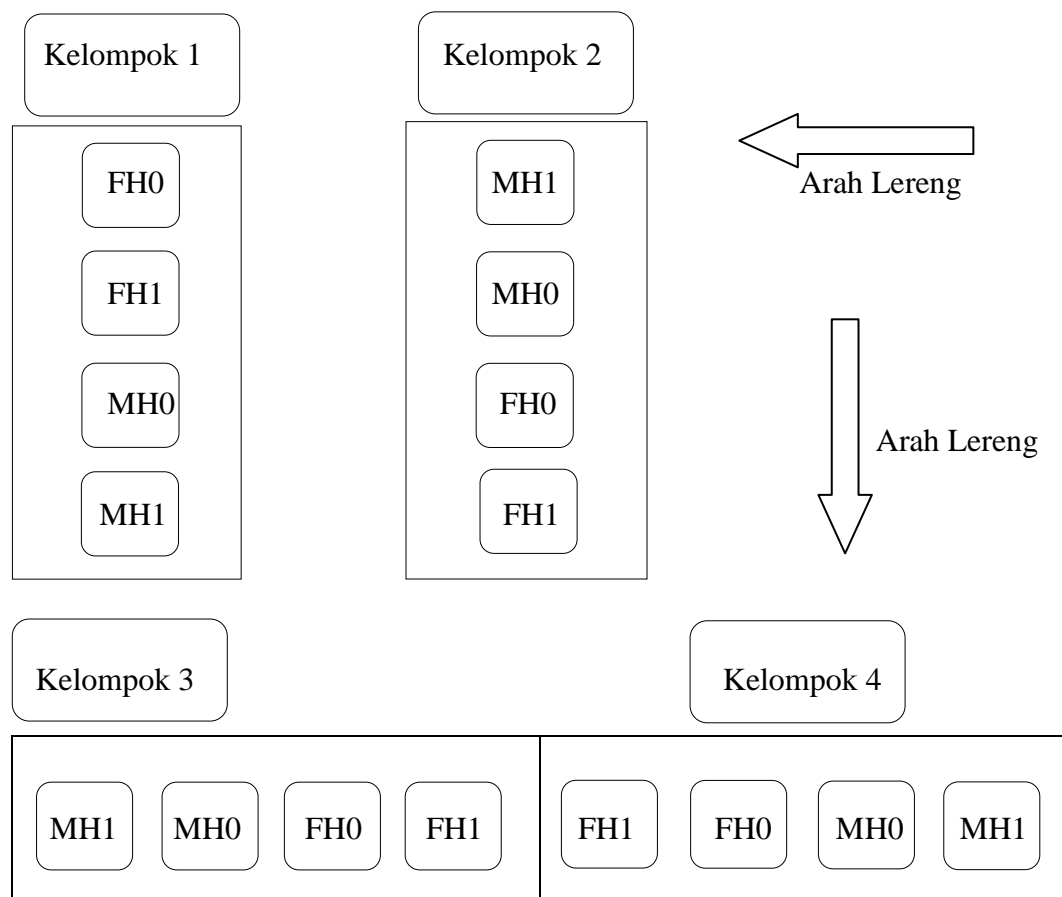 Kelompok 1
Kelompok 2
FH0
FH1
MH0
MH1
MH1
MH0
FH0
FH1
Arah Lereng
Arah Lereng
Kelompok 3
Kelompok 4
MH1 MH0 FH0 FH1
FH1 FH0 MH0 MH1